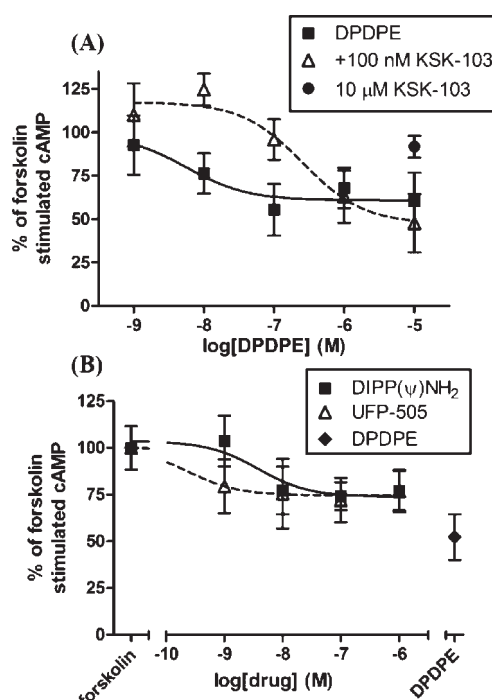 (A)
DPDPE
+100 nM KSK-103
10 μM KSK-103
% of forskolin
stimulated cAMP
125
100
75
50
25
0
-9
-8
-7
-6
-5
log[DPDPE] (M)
(B)
DIPP(ψ)NH₂
UFP-505
DPDPE
% of forskolin
stimulated cAMP
125
100
75
50
25
0
forskolin
-10
-9
-8
-7
-6
DPDPE
log[drug] (M)